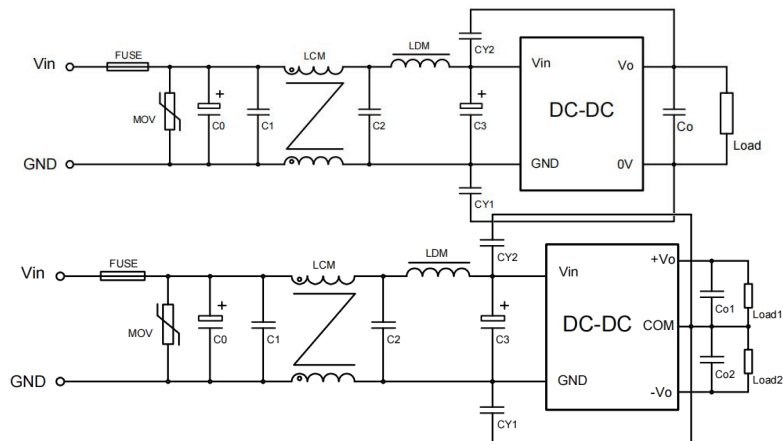 CY2
FUSE
LCM
LDM
Vin
Vin
Vo
DC-DC
MOV
+
C0
C1
C2
+
C3
Co
Load
GND
GND
0V
CY1
CY2
FUSE
LCM
LDM
Vin
Vin
+Vo
DC-DC
COM
MOV
+
C0
C1
C2
+
C3
Co1
Load1
Co2
Load2
GND
GND
-Vo
CY1